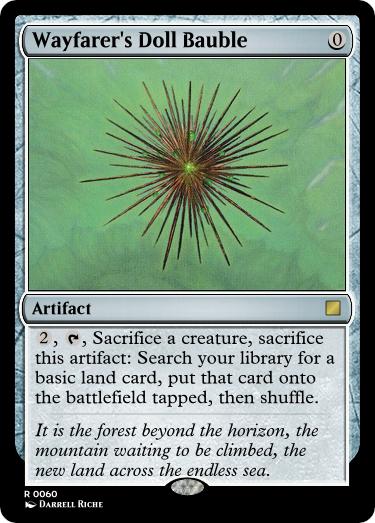 Wayfarer's Doll Bauble 0
Artifact
2, Sacrifice a creature, sacrifice
this artifact: Search your library for a
basic land card, put that card onto
the battlefield tapped, then shuffle.
It is the forest beyond the horizon, the
mountain waiting to be climbed, the
new land across the endless sea.
R 0060
Darrell Riche